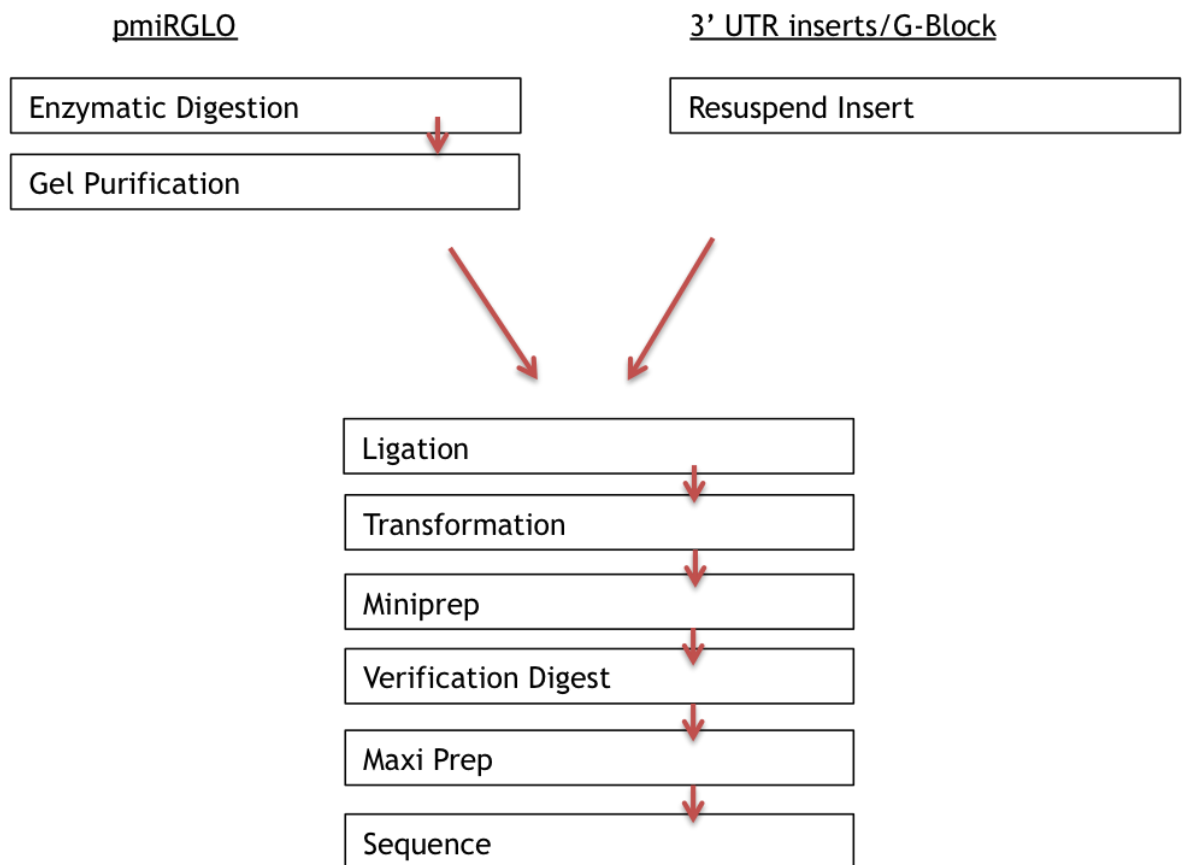 pmiRGLO
3’ UTR inserts/G-Block
Enzymatic Digestion
Resuspend Insert
Gel Purification
Ligation
Transformation
Miniprep
Verification Digest
Maxi Prep
Sequence